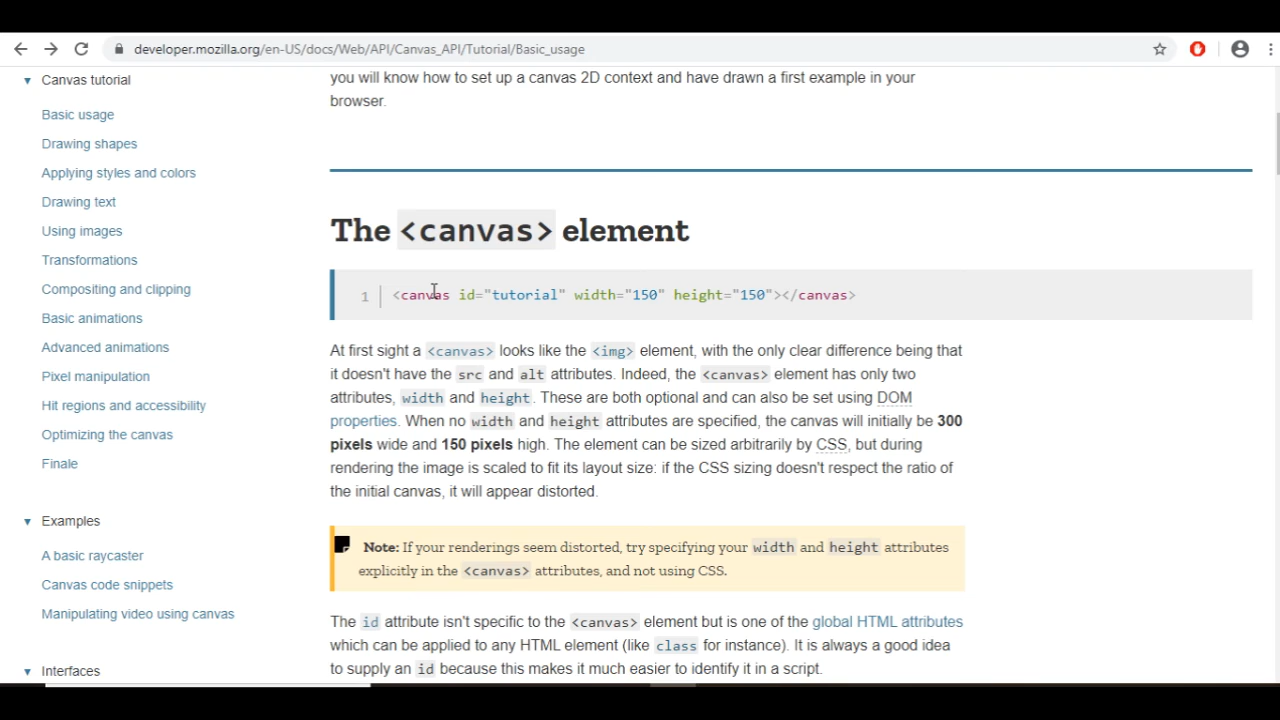 developer.mozilla.org/en-US/docs/Web/API/Canvas_API/Tutorial/Basic_usage
Canvas tutorial
Basic usage
Drawing shapes
Applying styles and colors
Drawing text
Using images
Transformations
Compositing and clipping
Basic animations
Advanced animations
Pixel manipulation
Hit regions and accessibility
Optimizing the canvas
Finale
Examples
A basic raycaster
Canvas code snippets
Manipulating video using canvas
Interfaces
you will know how to set up a canvas 2D context and have drawn a first example in your
browser.
The <canvas> element
1 <canvas id="tutorial" width="150" height="150"></canvas>
At first sight a <canvas> looks like the <img> element, with the only clear difference being that
it doesn't have the src and alt attributes. Indeed, the <canvas> element has only two
attributes, width and height. These are both optional and can also be set using DOM
properties. When no width and height attributes are specified, the canvas will initially be 300
pixels wide and 150 pixels high. The element can be sized arbitrarily by CSS, but during
rendering the image is scaled to fit its layout size: if the CSS sizing doesn't respect the ratio of
the initial canvas, it will appear distorted.
Note: If your renderings seem distorted, try specifying your width and height attributes
explicitly in the <canvas> attributes, and not using CSS.
The id attribute isn't specific to the <canvas> element but is one of the global HTML attributes
which can be applied to any HTML element (like class for instance). It is always a good idea
to supply an id because this makes it much easier to identify it in a script.